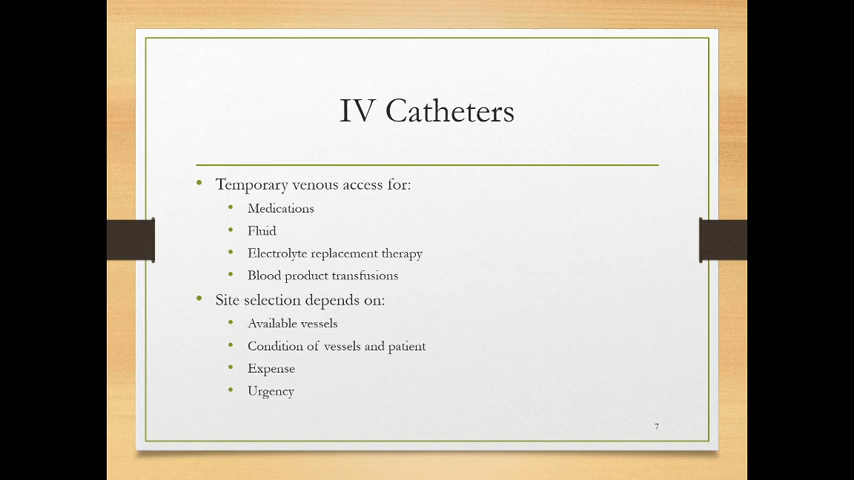 IV Catheters
Temporary venous access for:
Medications
Fluid
Electrolyte replacement therapy
Blood product transfusions
Site selection depends on:
Available vessels
Condition of vessels and patient
Expense
Urgency
7